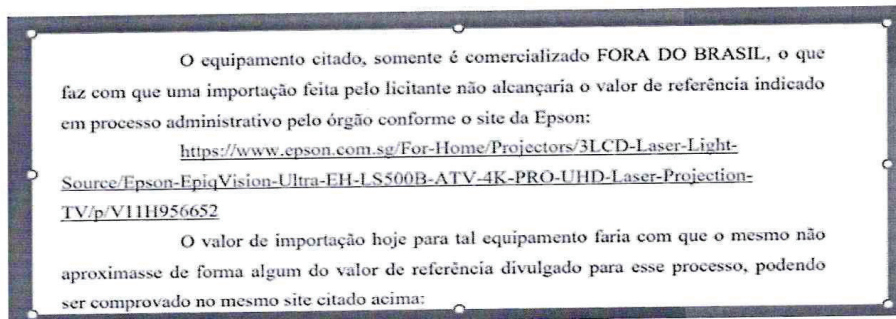 O equipamento citado, somente é comercializado FORA DO BRASIL, o que
faz com que uma importação feita pelo licitante não alcançaria o valor de referência indicado
em processo administrativo pelo órgão conforme o site da Epson:
https://www.epson.com.sg/For-Home/Projectors/3LCD-Laser-Light-
Source/Epson-EpiqVision-Ultra-EH-LS500B-ATV-4K-PRO-UHD-Laser-Projection-
TV/p/V11H956652
O valor de importação hoje para tal equipamento faria com que o mesmo não
aproximasse de forma algum do valor de referência divulgado para esse processo, podendo
ser comprovado no mesmo site citado acima: